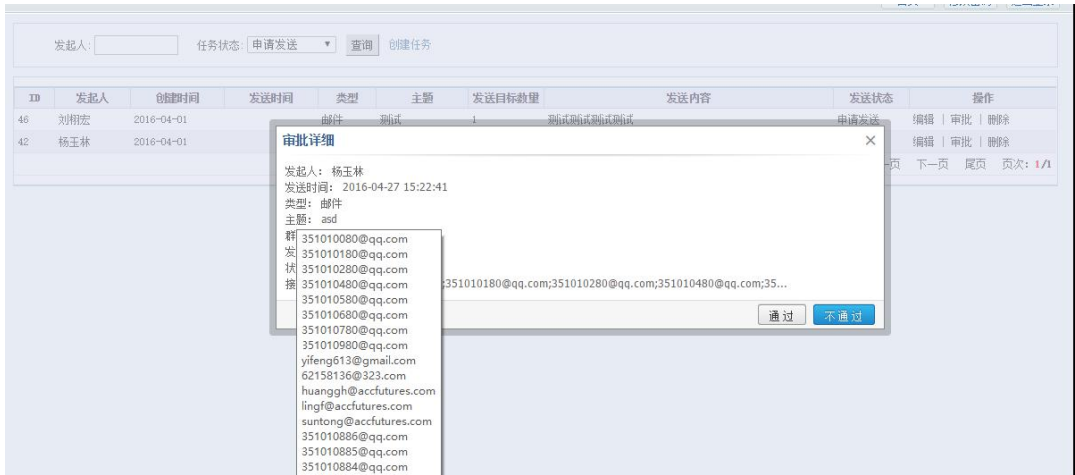 发起人:
任务状态: 申请发送 查询 创建任务
ID 发起人 创建时间 发送时间 类型 主题 发送目标数量 发送内容 发送状态 操作
46 刘栩宏 2016-04-01 邮件 测试 1 测试测试测试测试 申请发送 编辑 | 审批 | 删除
42 杨玉林 2016-04-01 编辑 | 审批 | 删除
下一页 尾页 页次: 1/1
审批详细
发起人: 杨玉林
发送时间: 2016-04-27 15:22:41
类型: 邮件
主题: asd
群
发
状
接 ;351010180@qq.com;351010280@qq.com;351010480@qq.com;35...
351010080@qq.com
351010180@qq.com
351010280@qq.com
351010480@qq.com
351010580@qq.com
351010680@qq.com
351010780@qq.com
351010980@qq.com
yifeng613@gmail.com
62158136@323.com
huanggh@accfutures.com
lingf@accfutures.com
suntong@accfutures.com
351010886@qq.com
351010885@qq.com
351010884@qq.com
通过 不通过